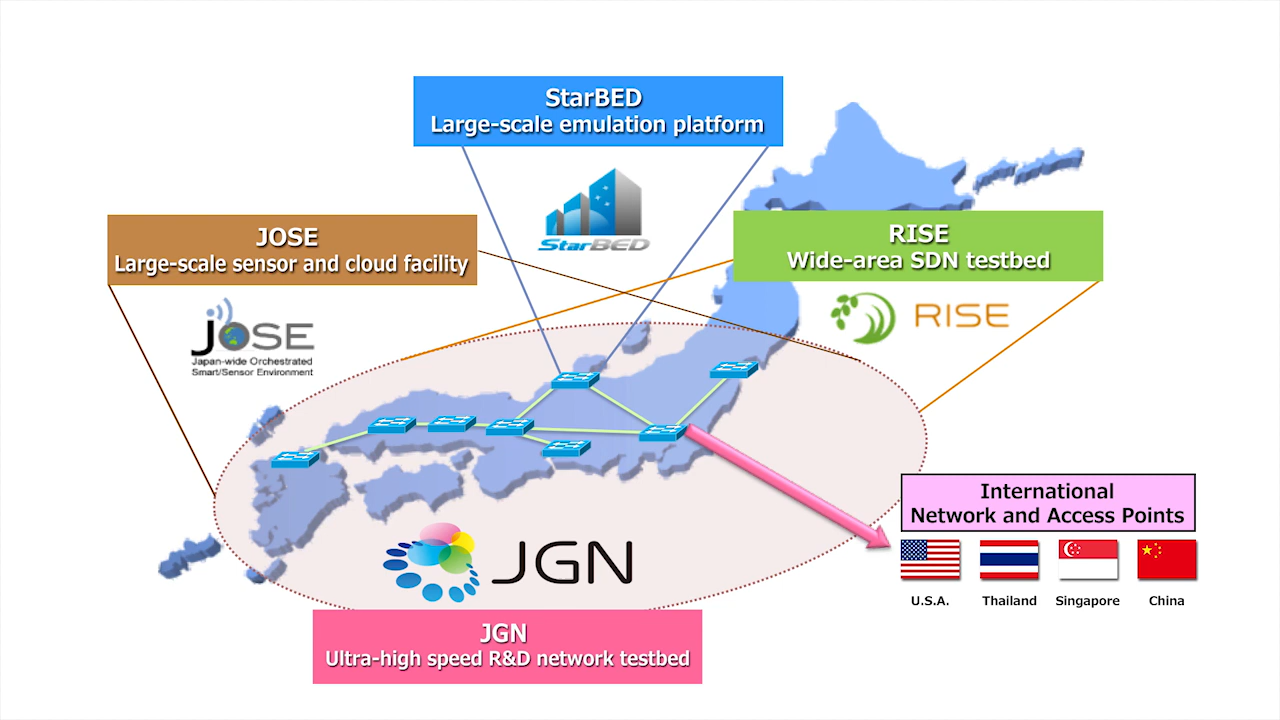 StarBED
Large-scale emulation platform
StarBED
JOSE
Large-scale sensor and cloud facility
RISE
Wide-area SDN testbed
JOSE
Japan-wide Orchestrated
Smart/Sensor Environment
RISE
International
Network and Access Points
U.S.A.
Thailand
Singapore
China
JGN
JGN
Ultra-high speed R&D network testbed